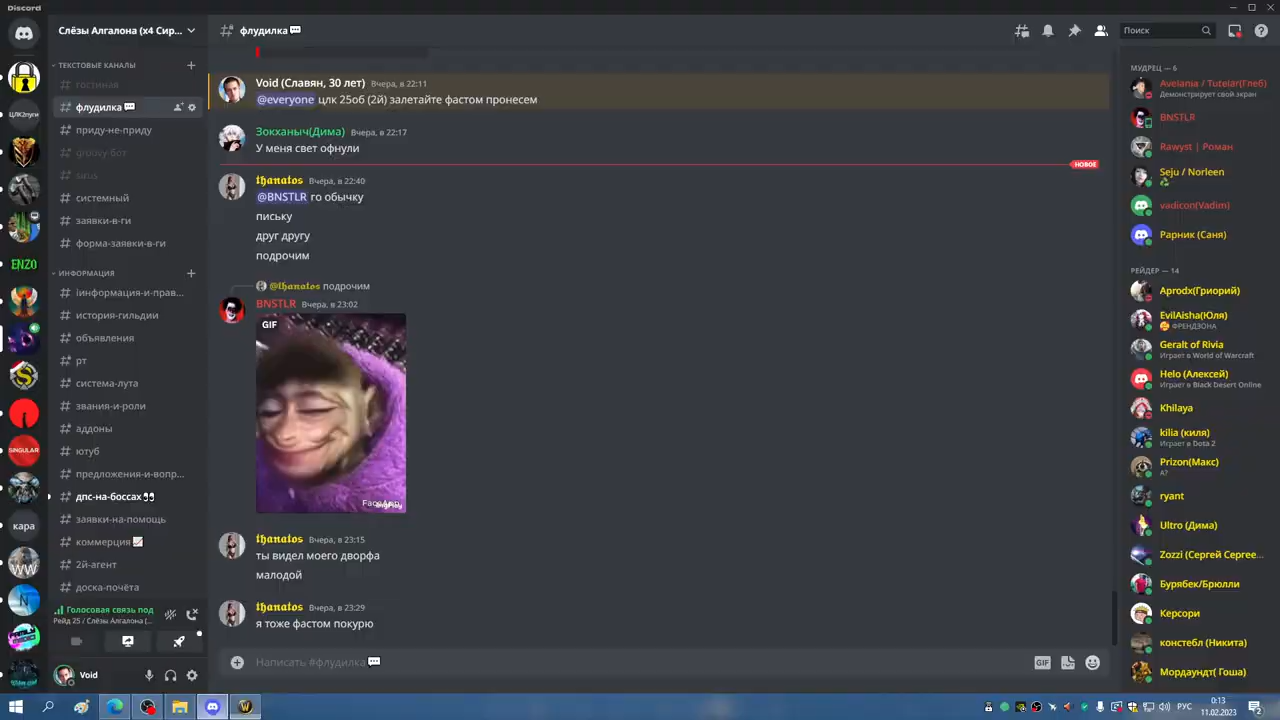 Discord
Слёзы Алгалона (x4 Сир...
флудилка
Поиск
ТЕКСТОВЫЕ КАНАЛЫ
гостиная
флудилка
приду-не-приду
groovy-бот
sirus
системный
заявки-в-ги
форма-заявки-в-ги
ИНФОРМАЦИЯ
iинформация-и-прав...
история-гильдии
объявления
рт
система-лута
звания-и-роли
аддоны
ютуб
предложения-и-вопр...
дпс-на-боссах
заявки-на-помощь
коммерция
2й-агент
доска-почёта
Голосовая связь под
Рейд 25 / Слёзы Алгалона (...
Void
ЦЛК2пуги
ENZO
SINGULAR
кара
Void (Славян, 30 лет) Вчера, в 22:11
@everyone цлк 25об (2й) залетайте фастом пронесем
Зокханыч(Дима) Вчера, в 22:17
У меня свет офнули
НОВОЕ
thanatos Вчера, в 22:40
@BNSTLR го обычку
письку
друг другу
подрочим
@thanatos подрочим
BNSTLR Вчера, в 23:02
GIF
FaceApp
thanatos Вчера, в 23:15
ты видел моего дворфа
малодой
thanatos Вчера, в 23:29
я тоже фастом покурю
Написать #флудилка
GIF
МУДРЕЦ — 6
Avelania / Tutelar(Глеб)
Демонстрирует свой экран
BNSTLR
Rawyst | Роман
Seju / Norleen
vadicon(Vadim)
Рарник (Саня)
РЕЙДЕР — 14
Aprodx(Григорий)
EvilAisha(Юля)
ФРЕНДЗОНА
Geralt of Rivia
Играет в World of Warcraft
Helo (Алексей)
Играет в Black Desert Online
Khilaya
kilia (киля)
Играет в Dota 2
Prizon(Макс)
А?
ryant
Ultro (Дима)
Zozzi (Сергей Сергее...
Бурябек/Брюлли
Керсори
констебл (Никита)
Мордаундт( Гоша)
РУС
0:13
11.02.2023
2